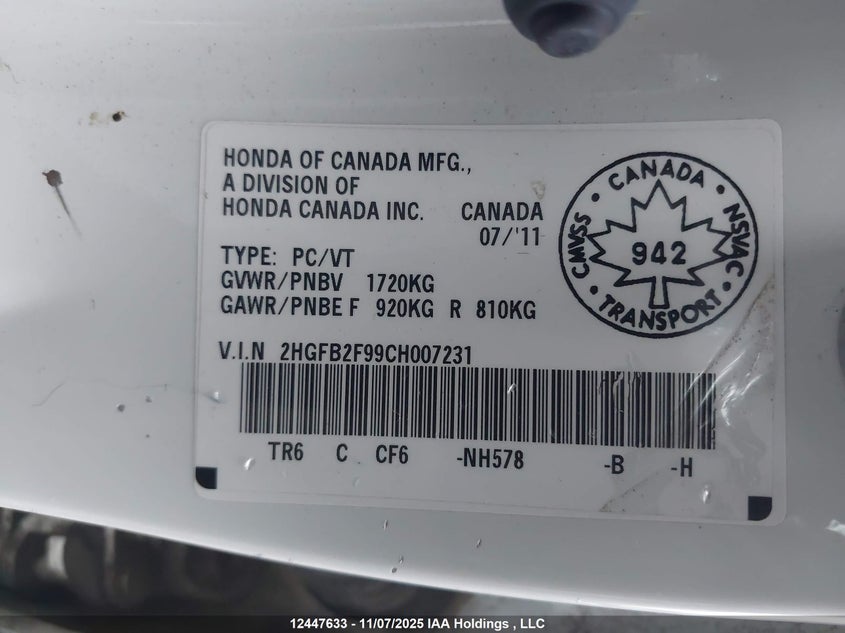 HONDA OF CANADA MFG.,
A DIVISION OF
HONDA CANADA INC. CANADA
07/'11
TYPE: PC/VT
GVWR/PNBV 1720KG
GAWR/PNBE F 920KG R 810KG
V.I.N 2HGFB2F99CH007231
TR6 C CF6 -NH578 -B -H
CANADA
CMVSS NSVAC
942
TRANSPORT
12447633 - 11/07/2025 IAA Holdings , LLC